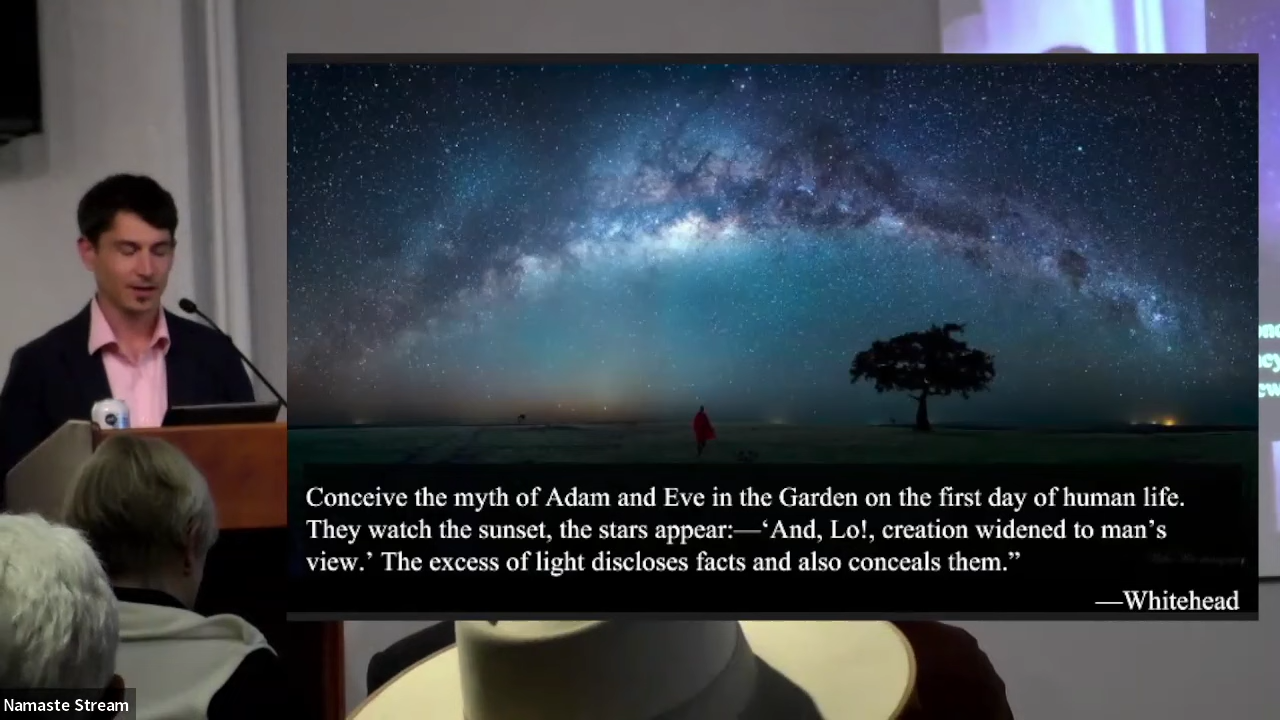 Conceive the myth of Adam and Eve in the Garden on the first day of human life.
They watch the sunset, the stars appear:—‘And, Lo!, creation widened to man’s
view.’ The excess of light discloses facts and also conceals them.”
—Whitehead
Namaste Stream